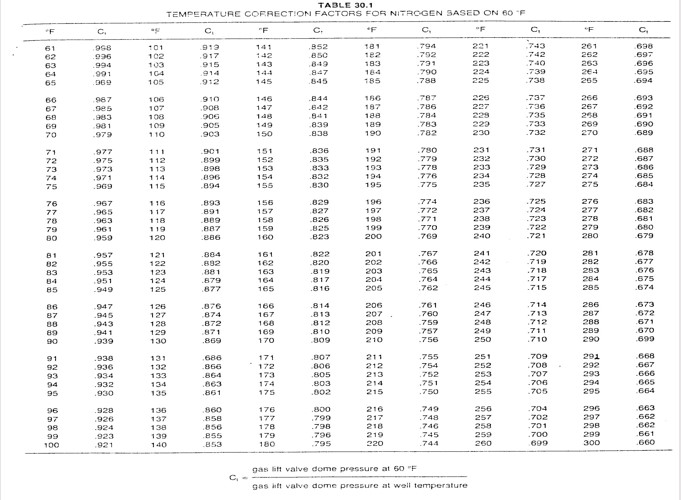 TABLE 30.1
TEMPERATURE CORRECTION FACTORS FOR NITROGEN BASED ON 60 °F
°F Ct °F Ct °F Ct °F Ct °F Ct °F Ct
61 .998 101 .919 141 .852 181 .794 221 .743 261 .698
62 .996 102 .917 142 .850 182 .792 222 .742 262 .697
63 .994 103 .915 143 .849 183 .791 223 .740 263 .696
64 .991 104 .914 144 .847 184 .790 224 .739 264 .695
65 .989 105 .912 145 .845 185 .788 225 .738 265 .694
66 .987 106 .910 146 .844 186 .787 226 .737 266 .693
67 .985 107 .908 147 .842 187 .786 227 .736 267 .692
68 .983 108 .906 148 .841 188 .784 228 .735 268 .691
69 .981 109 .905 149 .839 189 .783 229 .733 269 .690
70 .979 110 .903 150 .838 190 .782 230 .732 270 .689
71 .977 111 .901 151 .836 191 .780 231 .731 271 .688
72 .975 112 .899 152 .835 192 .779 232 .730 272 .687
73 .973 113 .898 153 .833 193 .778 233 .729 273 .686
74 .971 114 .896 154 .832 194 .776 234 .728 274 .685
75 .969 115 .894 155 .830 195 .775 235 .727 275 .684
76 .967 116 .893 156 .829 196 .774 236 .725 276 .683
77 .965 117 .891 157 .827 197 .772 237 .724 277 .682
78 .963 118 .889 158 .826 198 .771 238 .723 278 .681
79 .961 119 .887 159 .825 199 .770 239 .722 279 .680
80 .959 120 .886 160 .823 200 .769 240 .721 280 .679
81 .957 121 .884 161 .822 201 .767 241 .720 281 .678
82 .955 122 .882 162 .820 202 .766 242 .719 282 .677
83 .953 123 .881 163 .819 203 .765 243 .718 283 .676
84 .951 124 .879 164 .817 204 .764 244 .717 284 .675
85 .949 125 .877 165 .816 205 .762 245 .715 285 .674
86 .947 126 .876 166 .814 206 .761 246 .714 286 .673
87 .945 127 .874 167 .813 207 .760 247 .713 287 .672
88 .943 128 .872 168 .812 208 .759 248 .712 288 .671
89 .941 129 .871 169 .810 209 .757 249 .711 289 .670
90 .939 130 .869 170 .809 210 .756 250 .710 290 .699
91 .938 131 .686 171 .807 211 .755 251 .709 291 .668
92 .936 132 .866 172 .806 212 .754 252 .708 292 .667
93 .934 133 .864 173 .805 213 .752 253 .707 293 .666
94 .932 134 .863 174 .803 214 .751 254 .706 294 .665
95 .930 135 .861 175 .802 215 .750 255 .705 295 .664
96 .928 136 .860 176 .800 216 .749 256 .704 296 .663
97 .926 137 .858 177 .799 217 .748 257 .702 297 .662
98 .924 138 .856 178 .798 218 .746 258 .701 298 .662
99 .923 139 .855 179 .796 219 .745 259 .700 299 .661
100 .921 140 .853 180 .795 220 .744 260 .699 300 .660
gas lift valve dome pressure at 60 °F
Ct =
gas lift valve dome pressure at well temperature